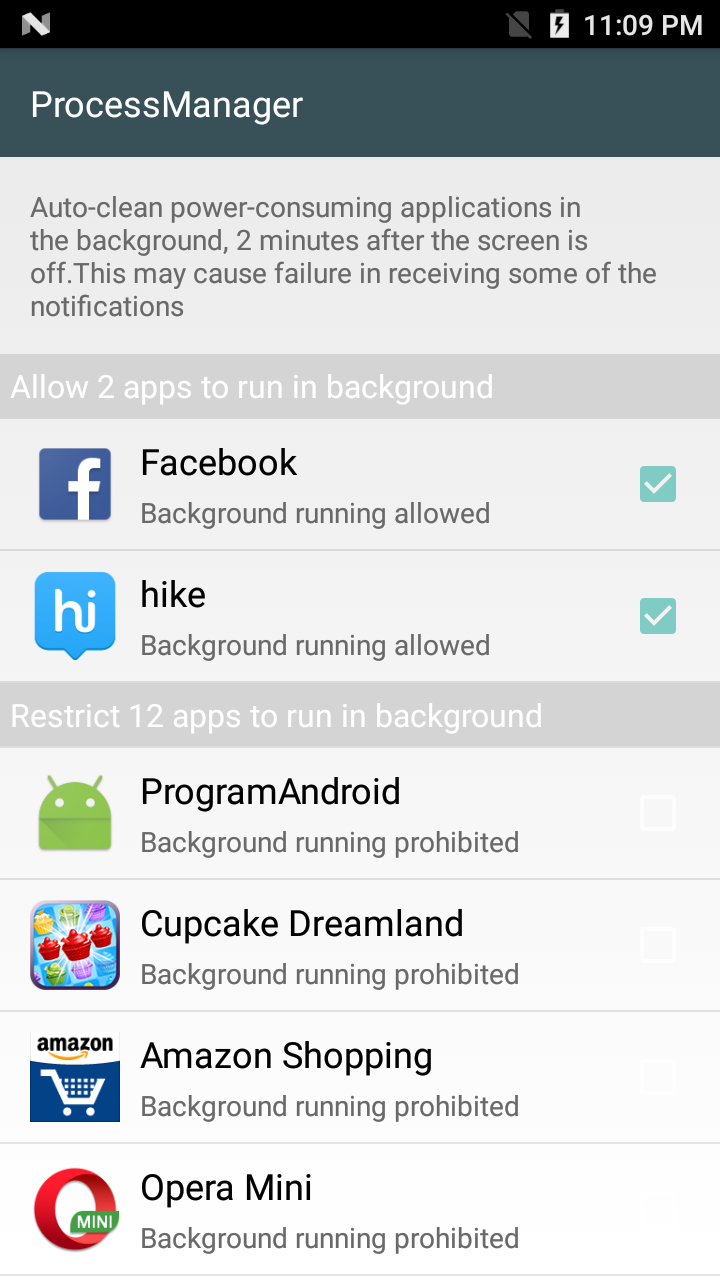 11:09 PM
ProcessManager
Auto-clean power-consuming applications in
the background, 2 minutes after the screen is
off.This may cause failure in receiving some of the
notifications
Allow 2 apps to run in background
f
Facebook
Background running allowed
hi
hike
Background running allowed
Restrict 12 apps to run in background
ProgramAndroid
Background running prohibited
Cupcake Dreamland
Background running prohibited
amazon
Amazon Shopping
Background running prohibited
MINI
Opera Mini
Background running prohibited